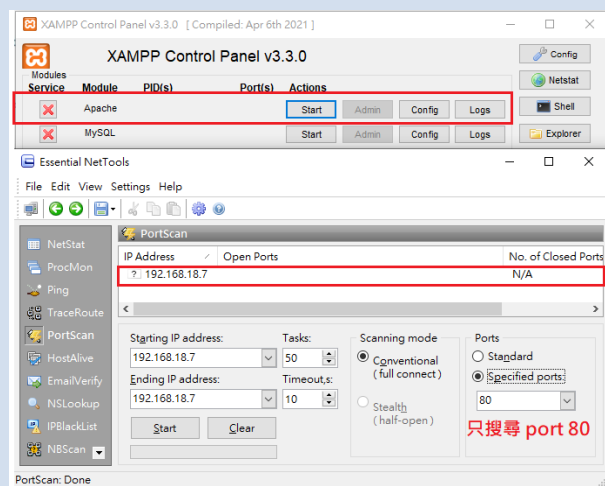 XAMPP Control Panel v3.3.0 [ Compiled: Apr 6th 2021 ]
XAMPP Control Panel v3.3.0
Config
Modules
Service Module PID(s) Port(s) Actions
Netstat
Apache Start Admin Config Logs
Shell
MySQL Start Admin Config Logs
Explorer
Essential NetTools
File Edit View Settings Help
NetStat
ProcMon
Ping
TraceRoute
PortScan
HostAlive
EmailVerify
NSLookup
IPBlackList
NBScan
PortScan
IP Address Open Ports No. of Closed Ports
? 192.168.18.7 N/A
Starting IP address: Tasks:
192.168.18.7 50
Ending IP address: Timeout,s:
192.168.18.7 10
Start Clear
Scanning mode
Conventional
( full connect )
Stealth
( half-open )
Ports
Standard
Specified ports:
80
只搜尋 port 80
PortScan: Done